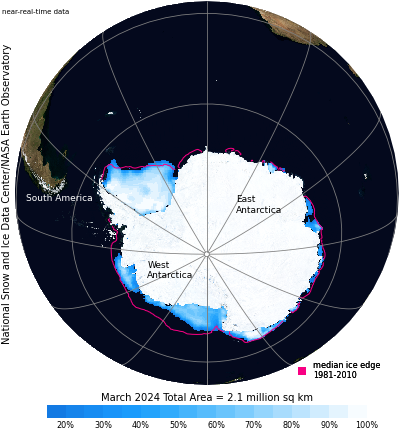 near-real-time data
National Snow and Ice Data Center/NASA Earth Observatory
South America
East
Antarctica
West
Antarctica
median ice edge
1981-2010
March 2024 Total Area = 2.1 million sq km
20% 30% 40% 50% 60% 70% 80% 90% 100%